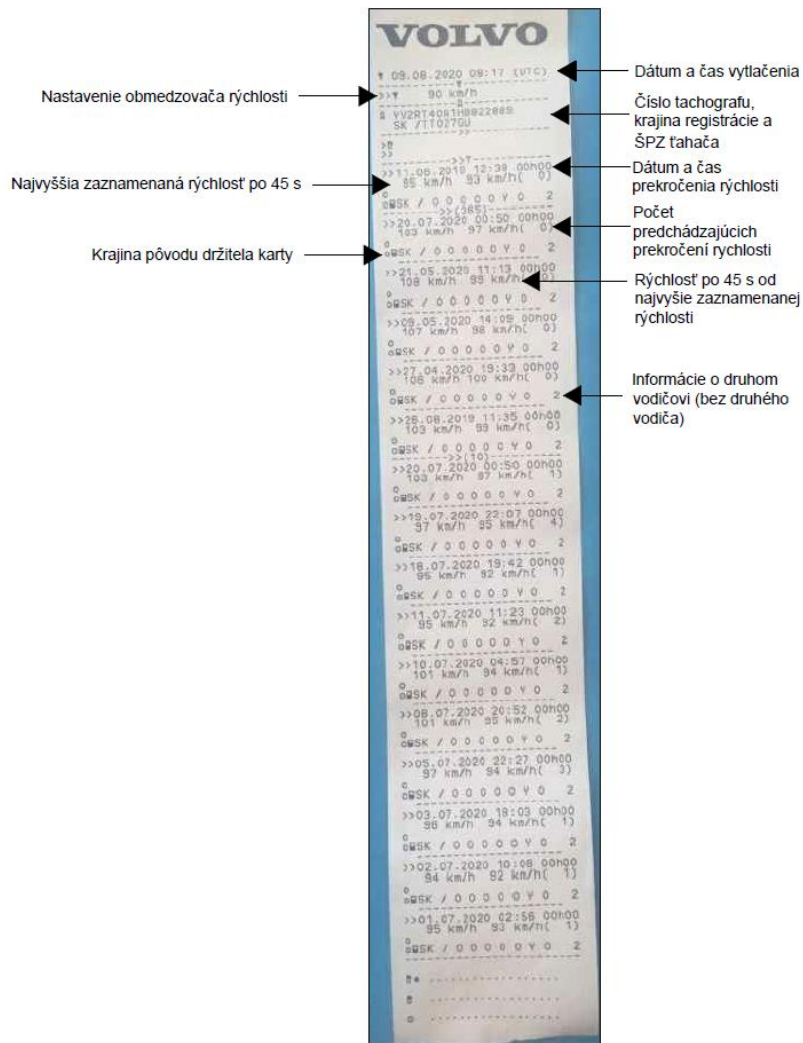 Nastavenie obmedzovača rýchlosti
Najvyššia zaznamenaná rýchlosť po 45 s
Krajina pôvodu držitela karty
VOLVO
09.08.2020 08:17 (UTC)
>> 90 km/h
SK /TT027GU
>>
>>
>>
>>
>>11.06.2019 12:39 00h00
95 km/h 93 km/h( 0)
SK / 0 0 0 0 0 Y 0 2
>>(365)
>>20.07.2020 00:50 00h00
103 km/h 97 km/h( 0)
SK / 0 0 0 0 0 Y 0 2
>>21.05.2020 11:13 00h00
108 km/h 99 km/h( 0)
SK / 0 0 0 0 0 Y 0 2
>>09.05.2020 14:09 00h00
107 km/h 98 km/h( 0)
SK / 0 0 0 0 0 Y 0 2
>>27.04.2020 19:33 00h00
106 km/h 100 km/h( 0)
SK / 0 0 0 0 0 Y 0 2
>>26.08.2019 11:35 00h00
103 km/h 99 km/h( 0)
SK / 0 0 0 0 0 Y 0 2
>>(10)
>>20.07.2020 00:50 00h00
103 km/h 97 km/h( 1)
SK / 0 0 0 0 0 Y 0 2
>>19.07.2020 22:07 00h00
97 km/h 95 km/h( 4)
SK / 0 0 0 0 0 Y 0 2
>>18.07.2020 19:42 00h00
95 km/h 92 km/h( 1)
SK / 0 0 0 0 0 Y 0 2
>>11.07.2020 11:23 00h00
95 km/h 92 km/h( 2)
SK / 0 0 0 0 0 Y 0 2
>>10.07.2020 04:57 00h00
101 km/h 94 km/h( 1)
SK / 0 0 0 0 0 Y 0 2
>>08.07.2020 20:52 00h00
101 km/h 95 km/h( 2)
SK / 0 0 0 0 0 Y 0 2
>>05.07.2020 22:27 00h00
97 km/h 94 km/h( 3)
SK / 0 0 0 0 0 Y 0 2
>>03.07.2020 18:03 00h00
96 km/h 94 km/h( 1)
SK / 0 0 0 0 0 Y 0 2
>>02.07.2020 10:08 00h00
94 km/h 92 km/h( 1)
SK / 0 0 0 0 0 Y 0 2
>>01.07.2020 02:56 00h00
95 km/h 93 km/h( 1)
SK / 0 0 0 0 0 Y 0 2
Dátum a čas vytlačenia
Číslo tachografu,
krajina registrácie a
ŠPZ ťahača
Dátum a čas
prekročenia rýchlosti
Počet
predchádzajúcich
prekročení rychlosti
Rýchlosť po 45 s od
najvyšie zaznamenanej
rýchlosti
Informácie o druhom
vodičovi (bez druhého
vodiča)